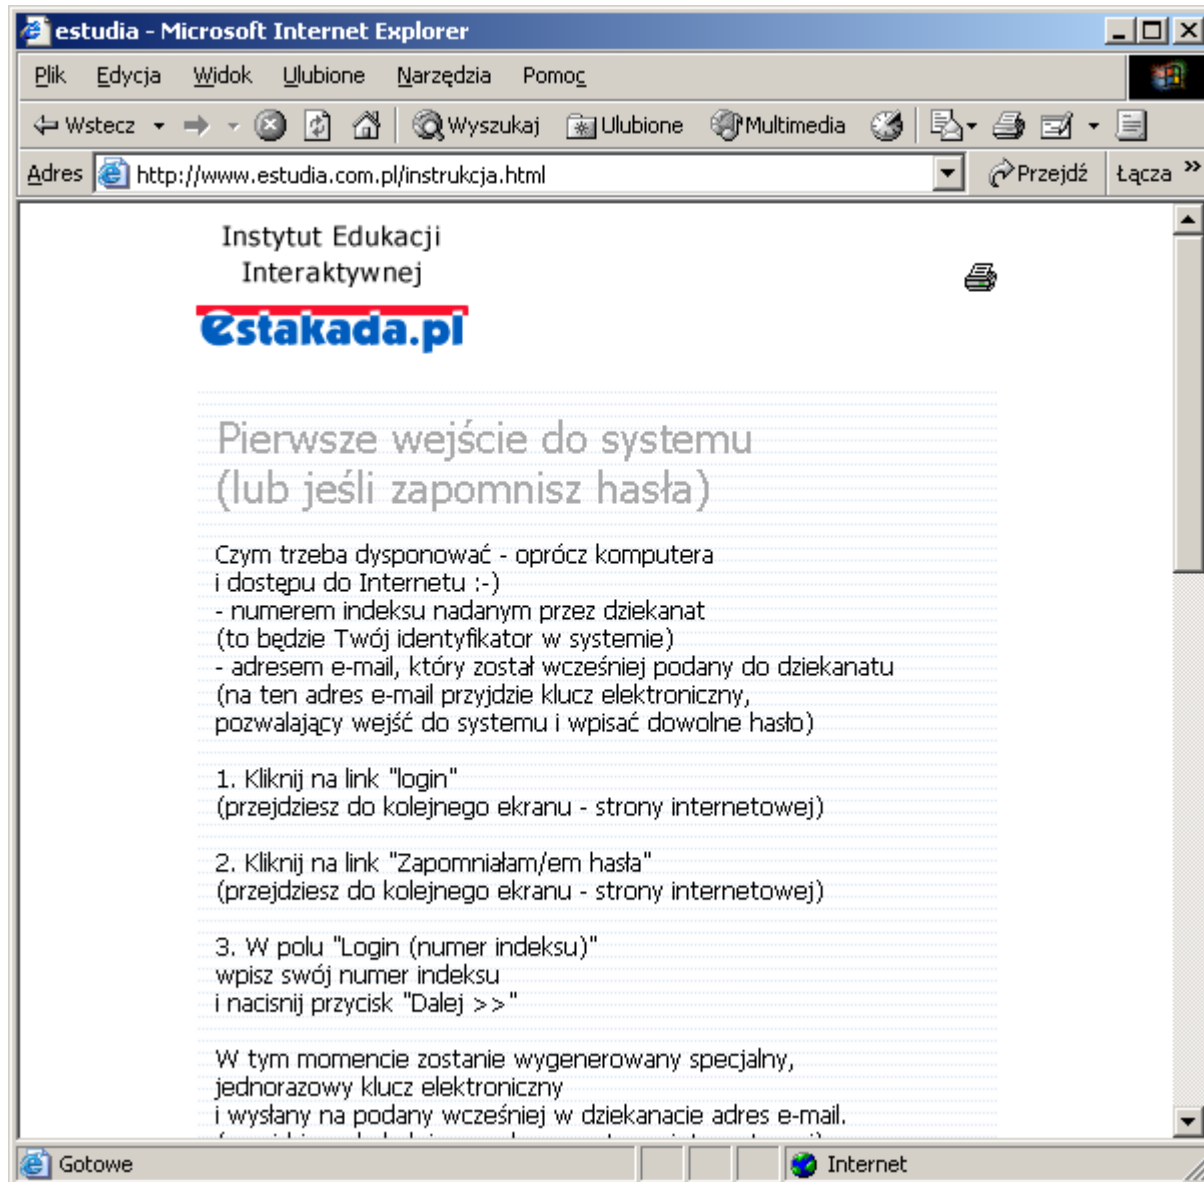 estudia - Microsoft Internet Explorer
Plik Edycja Widok Ulubione Narzędzia Pomoc
Wstecz Wyszukaj Ulubione Multimedia
Adres http://www.estudia.com.pl/instrukcja.html Przejdź Łącza »
Instytut Edukacji
Interaktywnej
estakada.pl
Pierwsze wejście do systemu
(lub jeśli zapomnisz hasła)
Czym trzeba dysponować - oprócz komputera
i dostępu do Internetu :-)
- numerem indeksu nadanym przez dziekanat
(to będzie Twój identyfikator w systemie)
- adresem e-mail, który został wcześniej podany do dziekanatu
(na ten adres e-mail przyjdzie klucz elektroniczny,
pozwalający wejść do systemu i wpisać dowolne hasło)
1. Kliknij na link "login"
(przejdziesz do kolejnego ekranu - strony internetowej)
2. Kliknij na link "Zapomniałam/em hasła"
(przejdziesz do kolejnego ekranu - strony internetowej)
3. W polu "Login (numer indeksu)"
wpisz swój numer indeksu
i nacisnij przycisk "Dalej >>"
W tym momencie zostanie wygenerowany specjalny,
jednorazowy klucz elektroniczny
i wysłany na podany wcześniej w dziekanacie adres e-mail.
Gotowe Internet